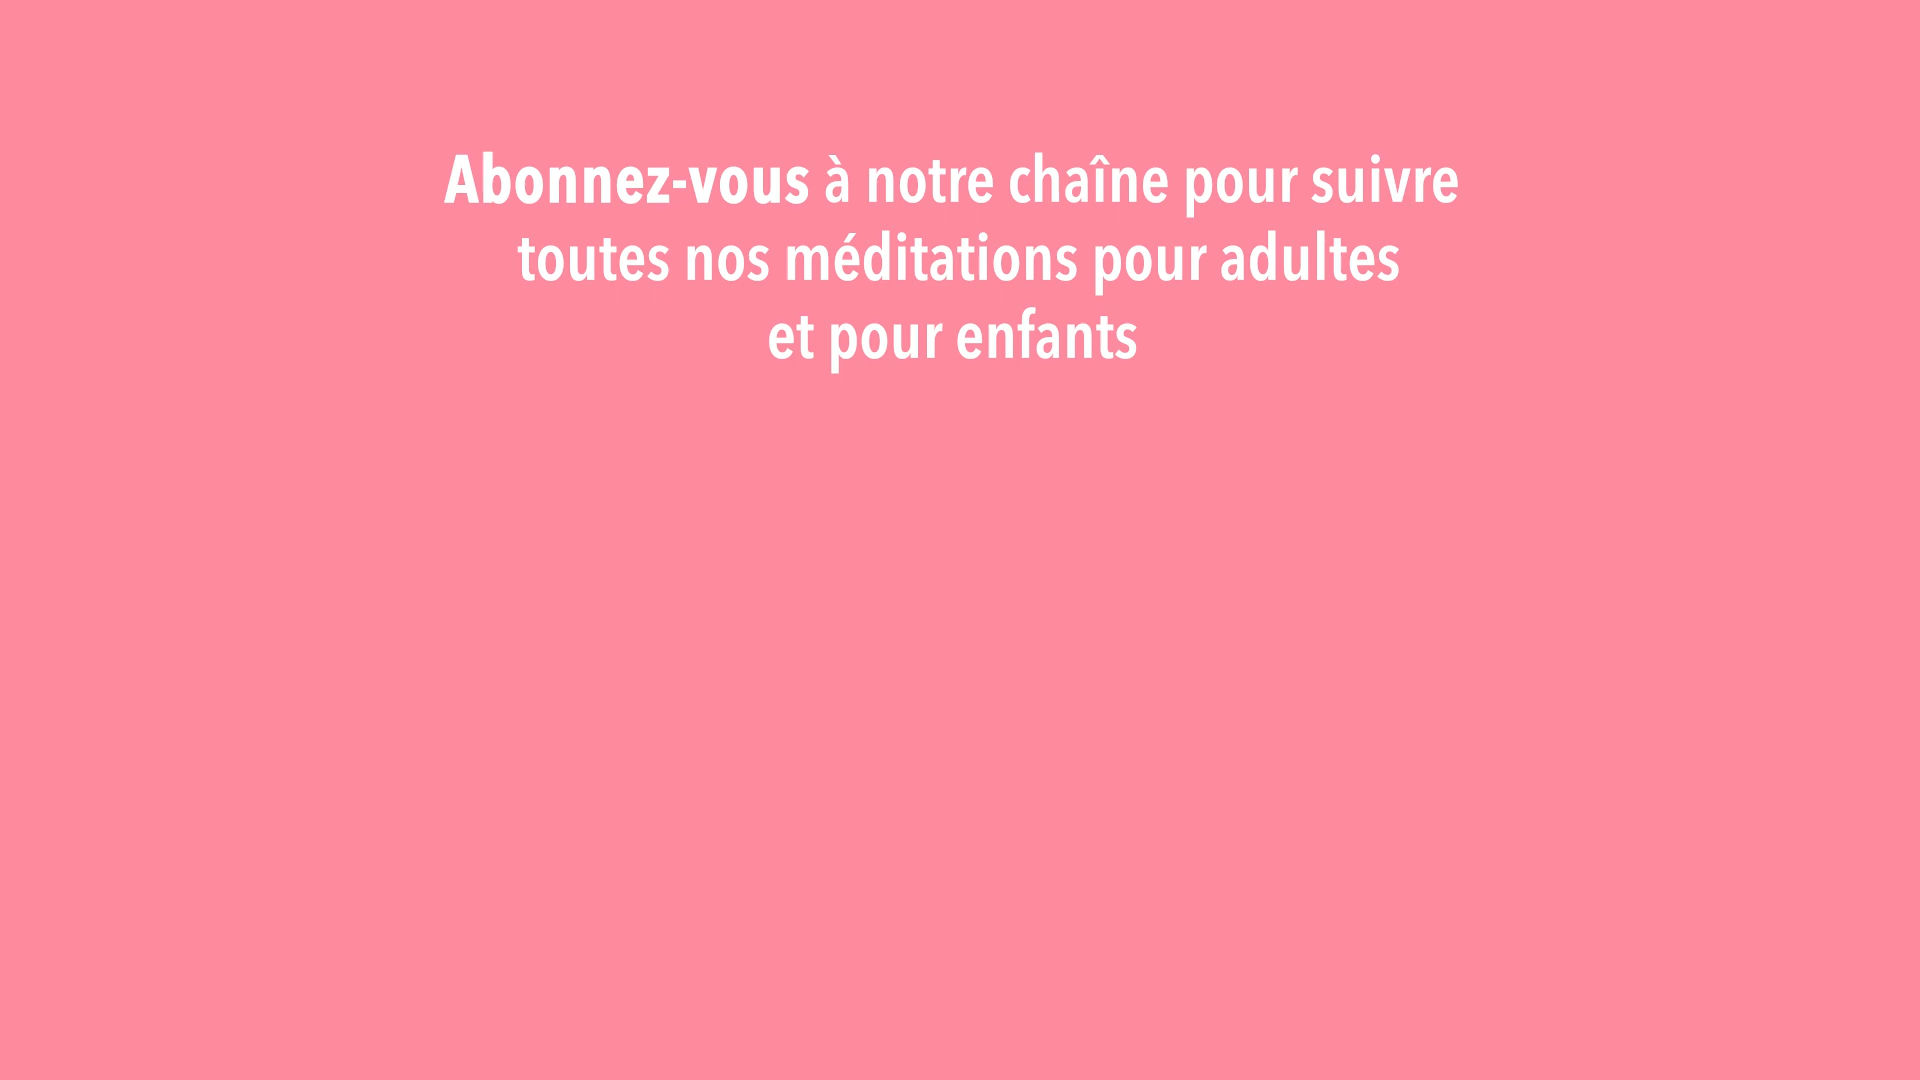 Abonnez-vous à notre chaîne pour suivre
toutes nos méditations pour adultes
et pour enfants